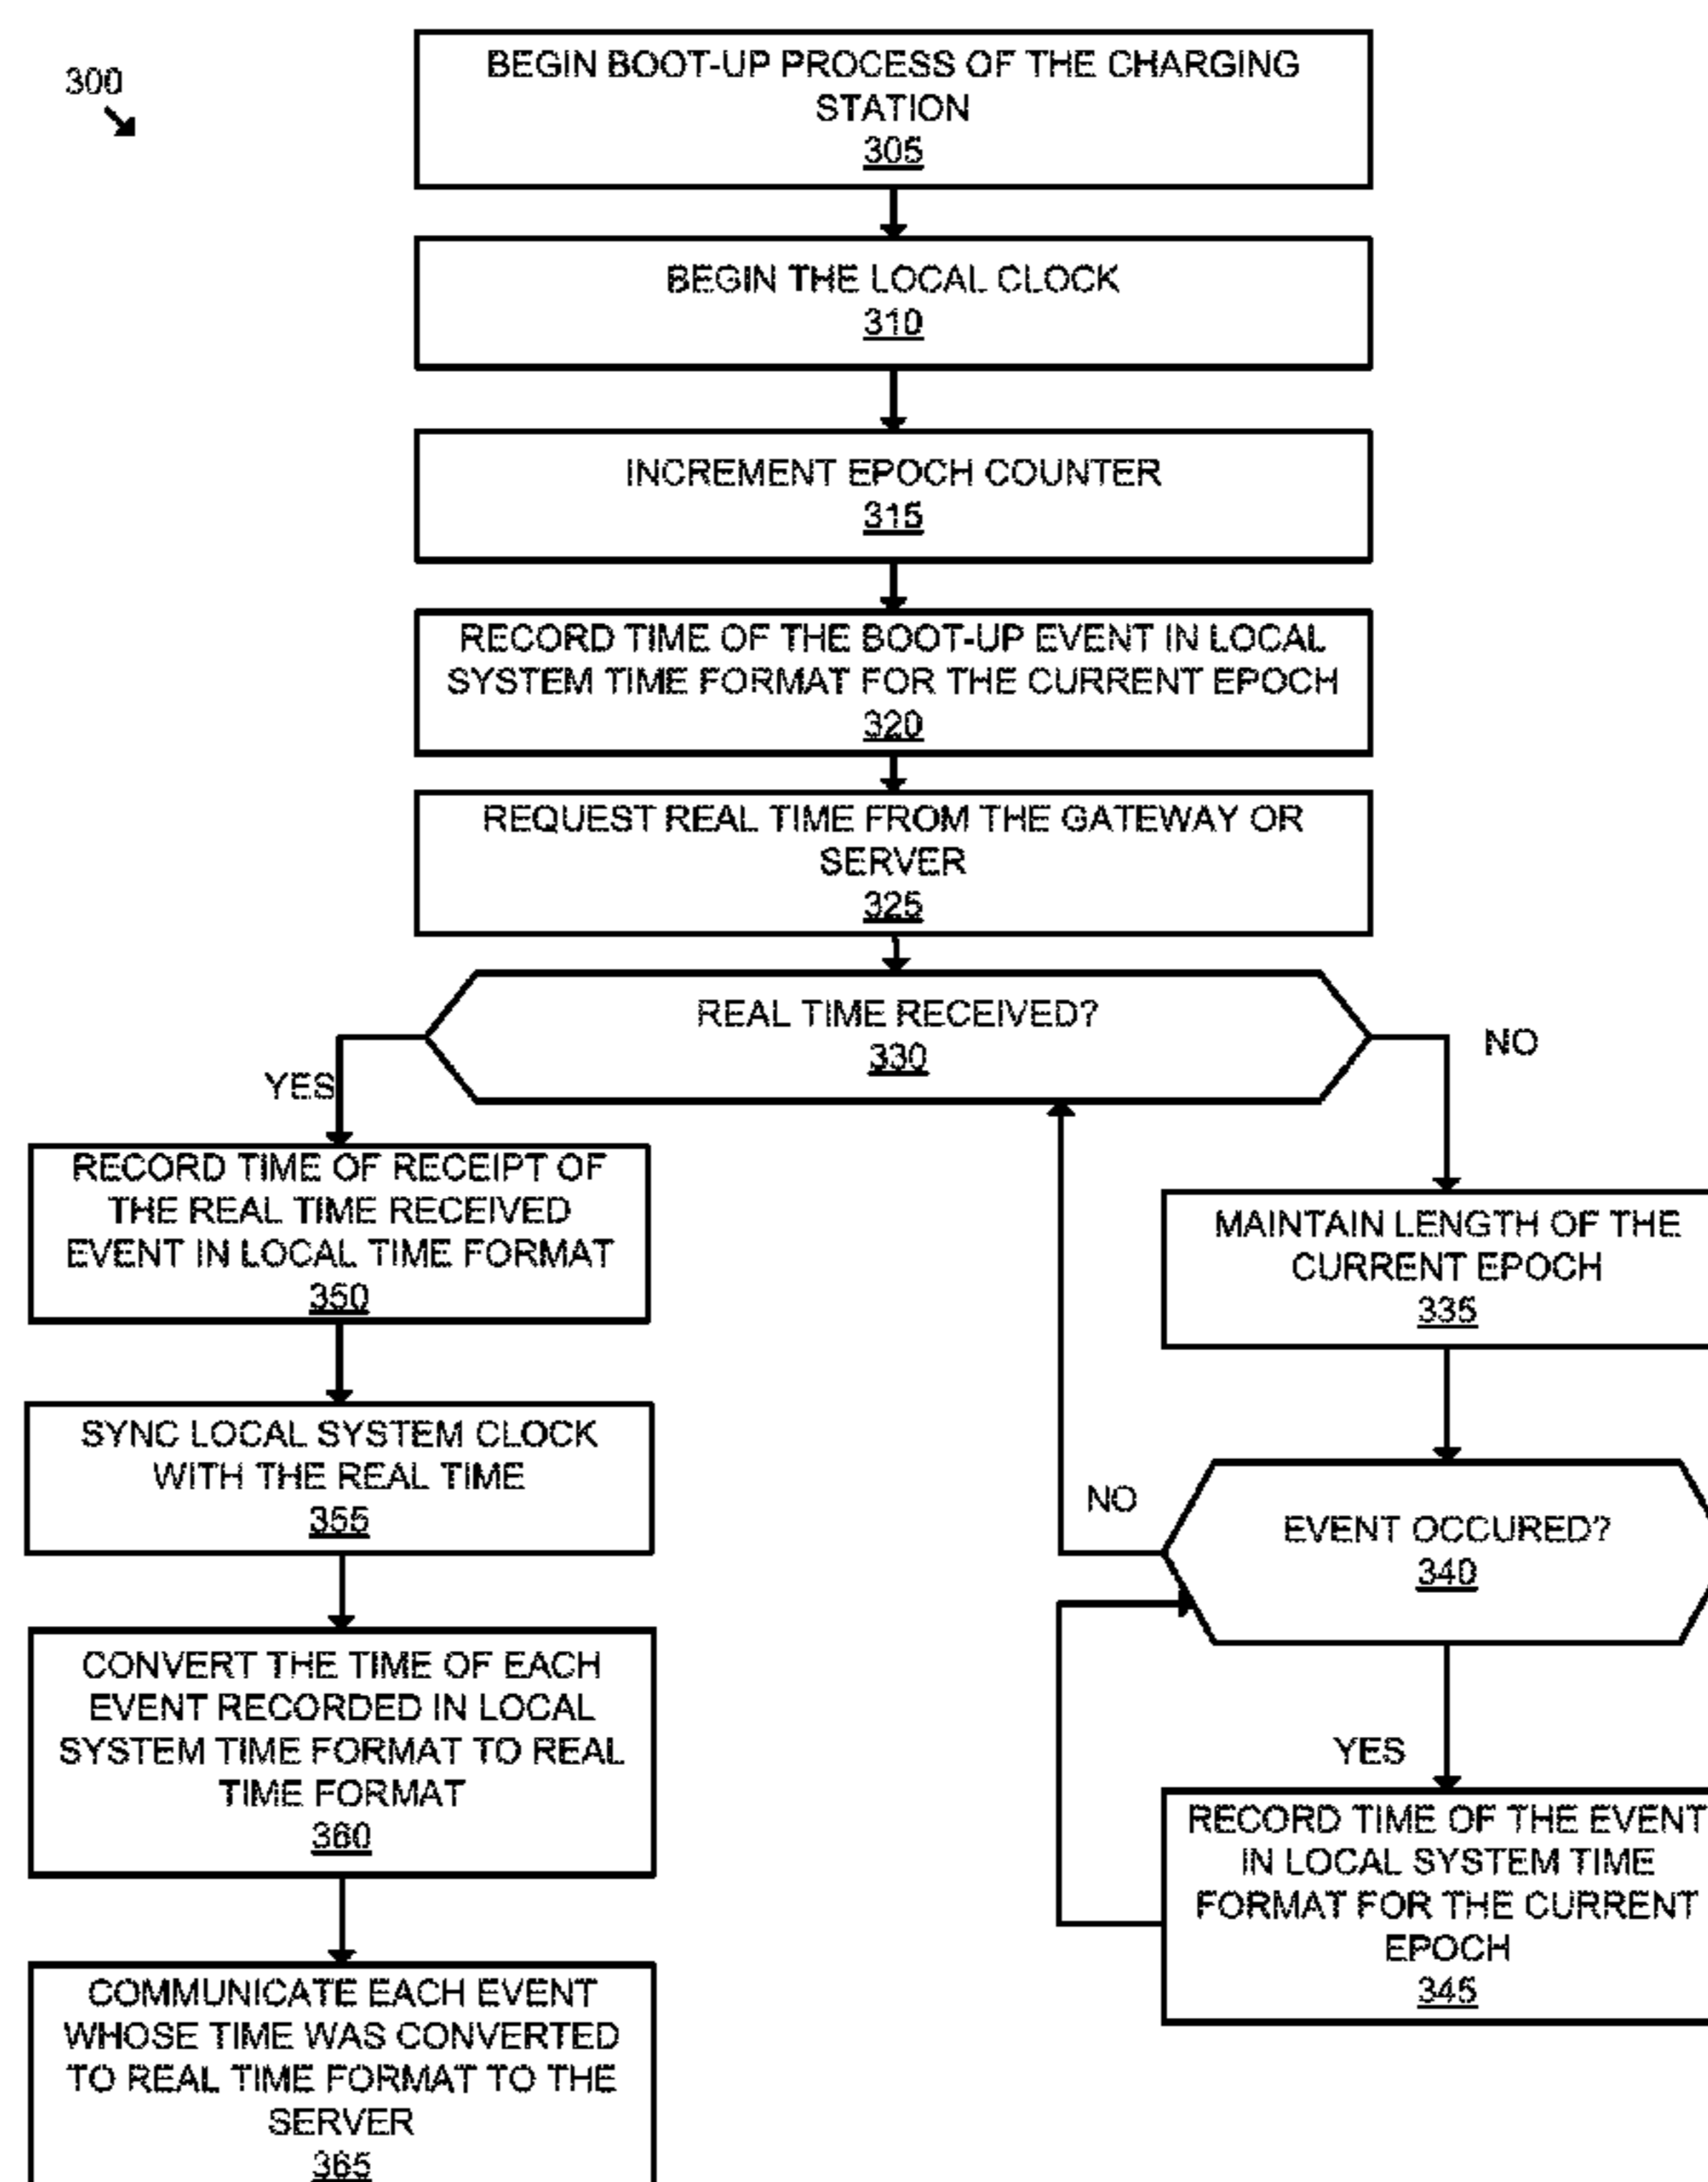 300
BEGIN BOOT-UP PROCESS OF THE CHARGING
STATION
305
BEGIN THE LOCAL CLOCK
310
INCREMENT EPOCH COUNTER
315
RECORD TIME OF THE BOOT-UP EVENT IN LOCAL
SYSTEM TIME FORMAT FOR THE CURRENT EPOCH
320
REQUEST REAL TIME FROM THE GATEWAY OR
SERVER
325
REAL TIME RECEIVED?
330
YES
NO
RECORD TIME OF RECEIPT OF
THE REAL TIME RECEIVED
EVENT IN LOCAL TIME FORMAT
350
SYNC LOCAL SYSTEM CLOCK
WITH THE REAL TIME
355
CONVERT THE TIME OF EACH
EVENT RECORDED IN LOCAL
SYSTEM TIME FORMAT TO REAL
TIME FORMAT
360
COMMUNICATE EACH EVENT
WHOSE TIME WAS CONVERTED
TO REAL TIME FORMAT TO THE
SERVER
365
MAINTAIN LENGTH OF THE
CURRENT EPOCH
335
NO
EVENT OCCURED?
340
YES
RECORD TIME OF THE EVENT
IN LOCAL SYSTEM TIME
FORMAT FOR THE CURRENT
EPOCH
345